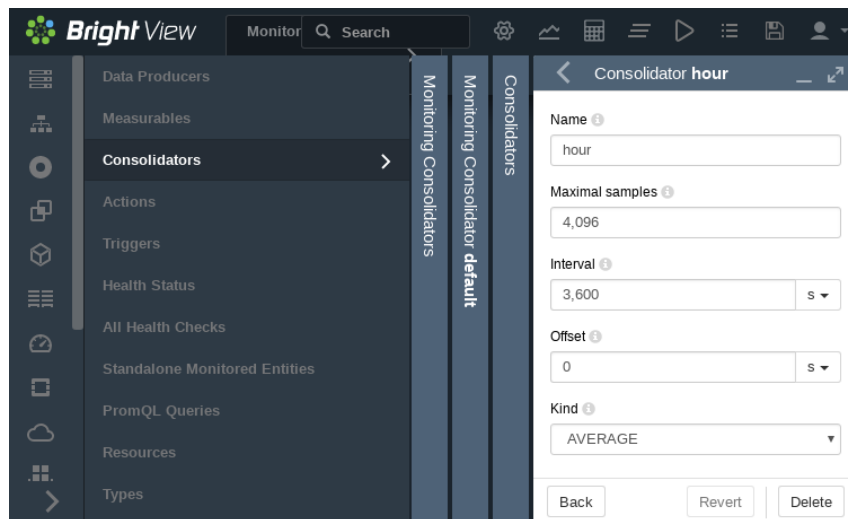 Bright View
Monitor
Search
Data Producers
Measurables
Consolidators
Actions
Triggers
Health Status
All Health Checks
Standalone Monitored Entities
PromQL Queries
Resources
Types
Monitoring Consolidators
Monitoring Consolidator default
Consolidators
Consolidator hour
Name
hour
Maximal samples
4,096
Interval
3,600
s
Offset
0
s
Kind
AVERAGE
Back
Revert
Delete